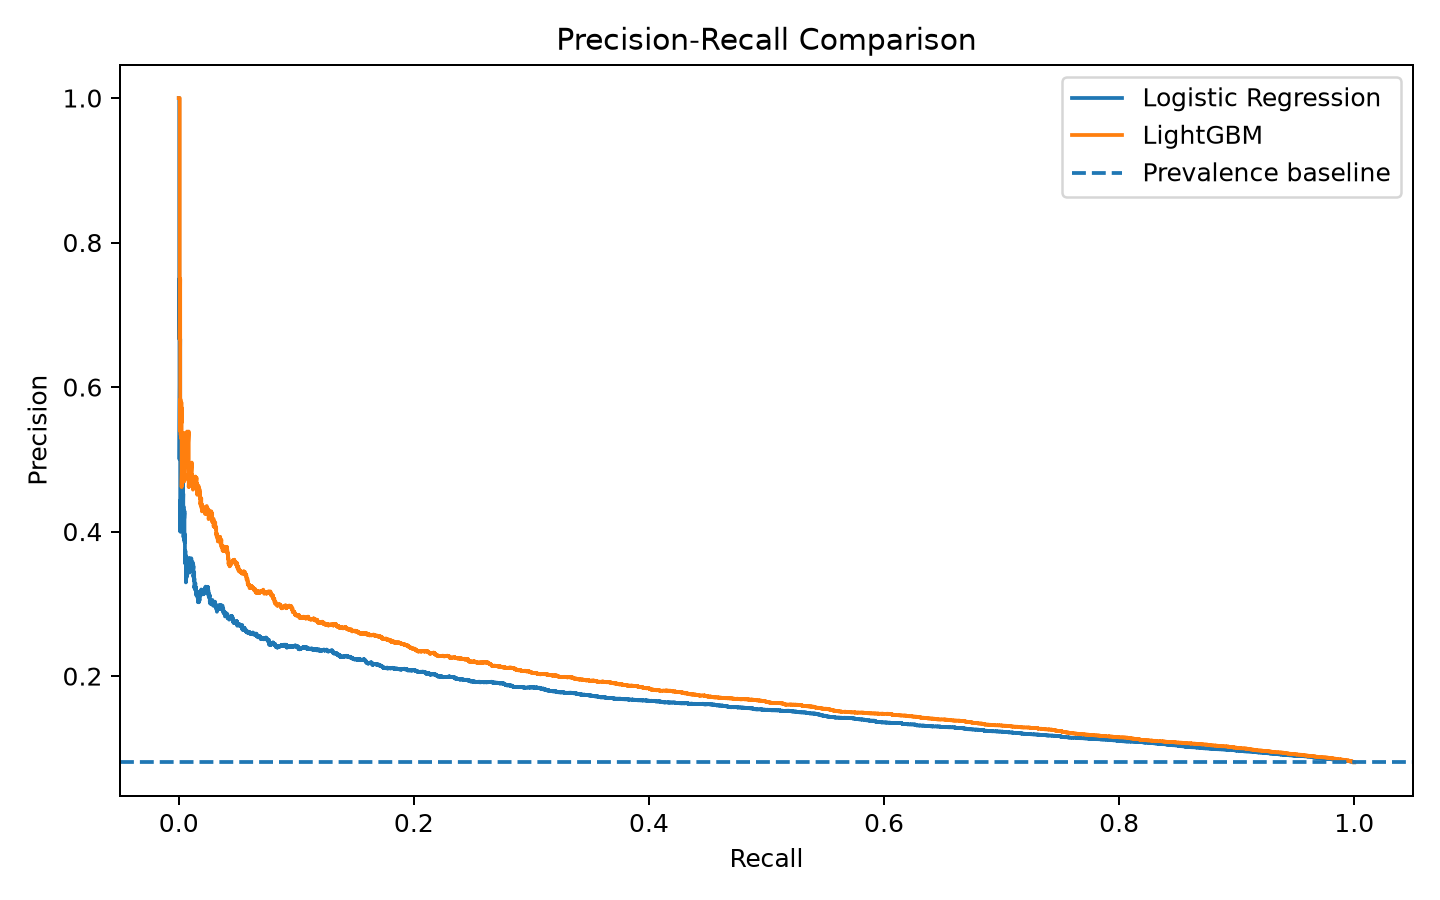 Precision-Recall Comparison
Logistic Regression
LightGBM
Prevalence baseline
Precision
1.0
0.8
0.6
0.4
0.2
0.0 0.2 0.4 0.6 0.8 1.0
Recall